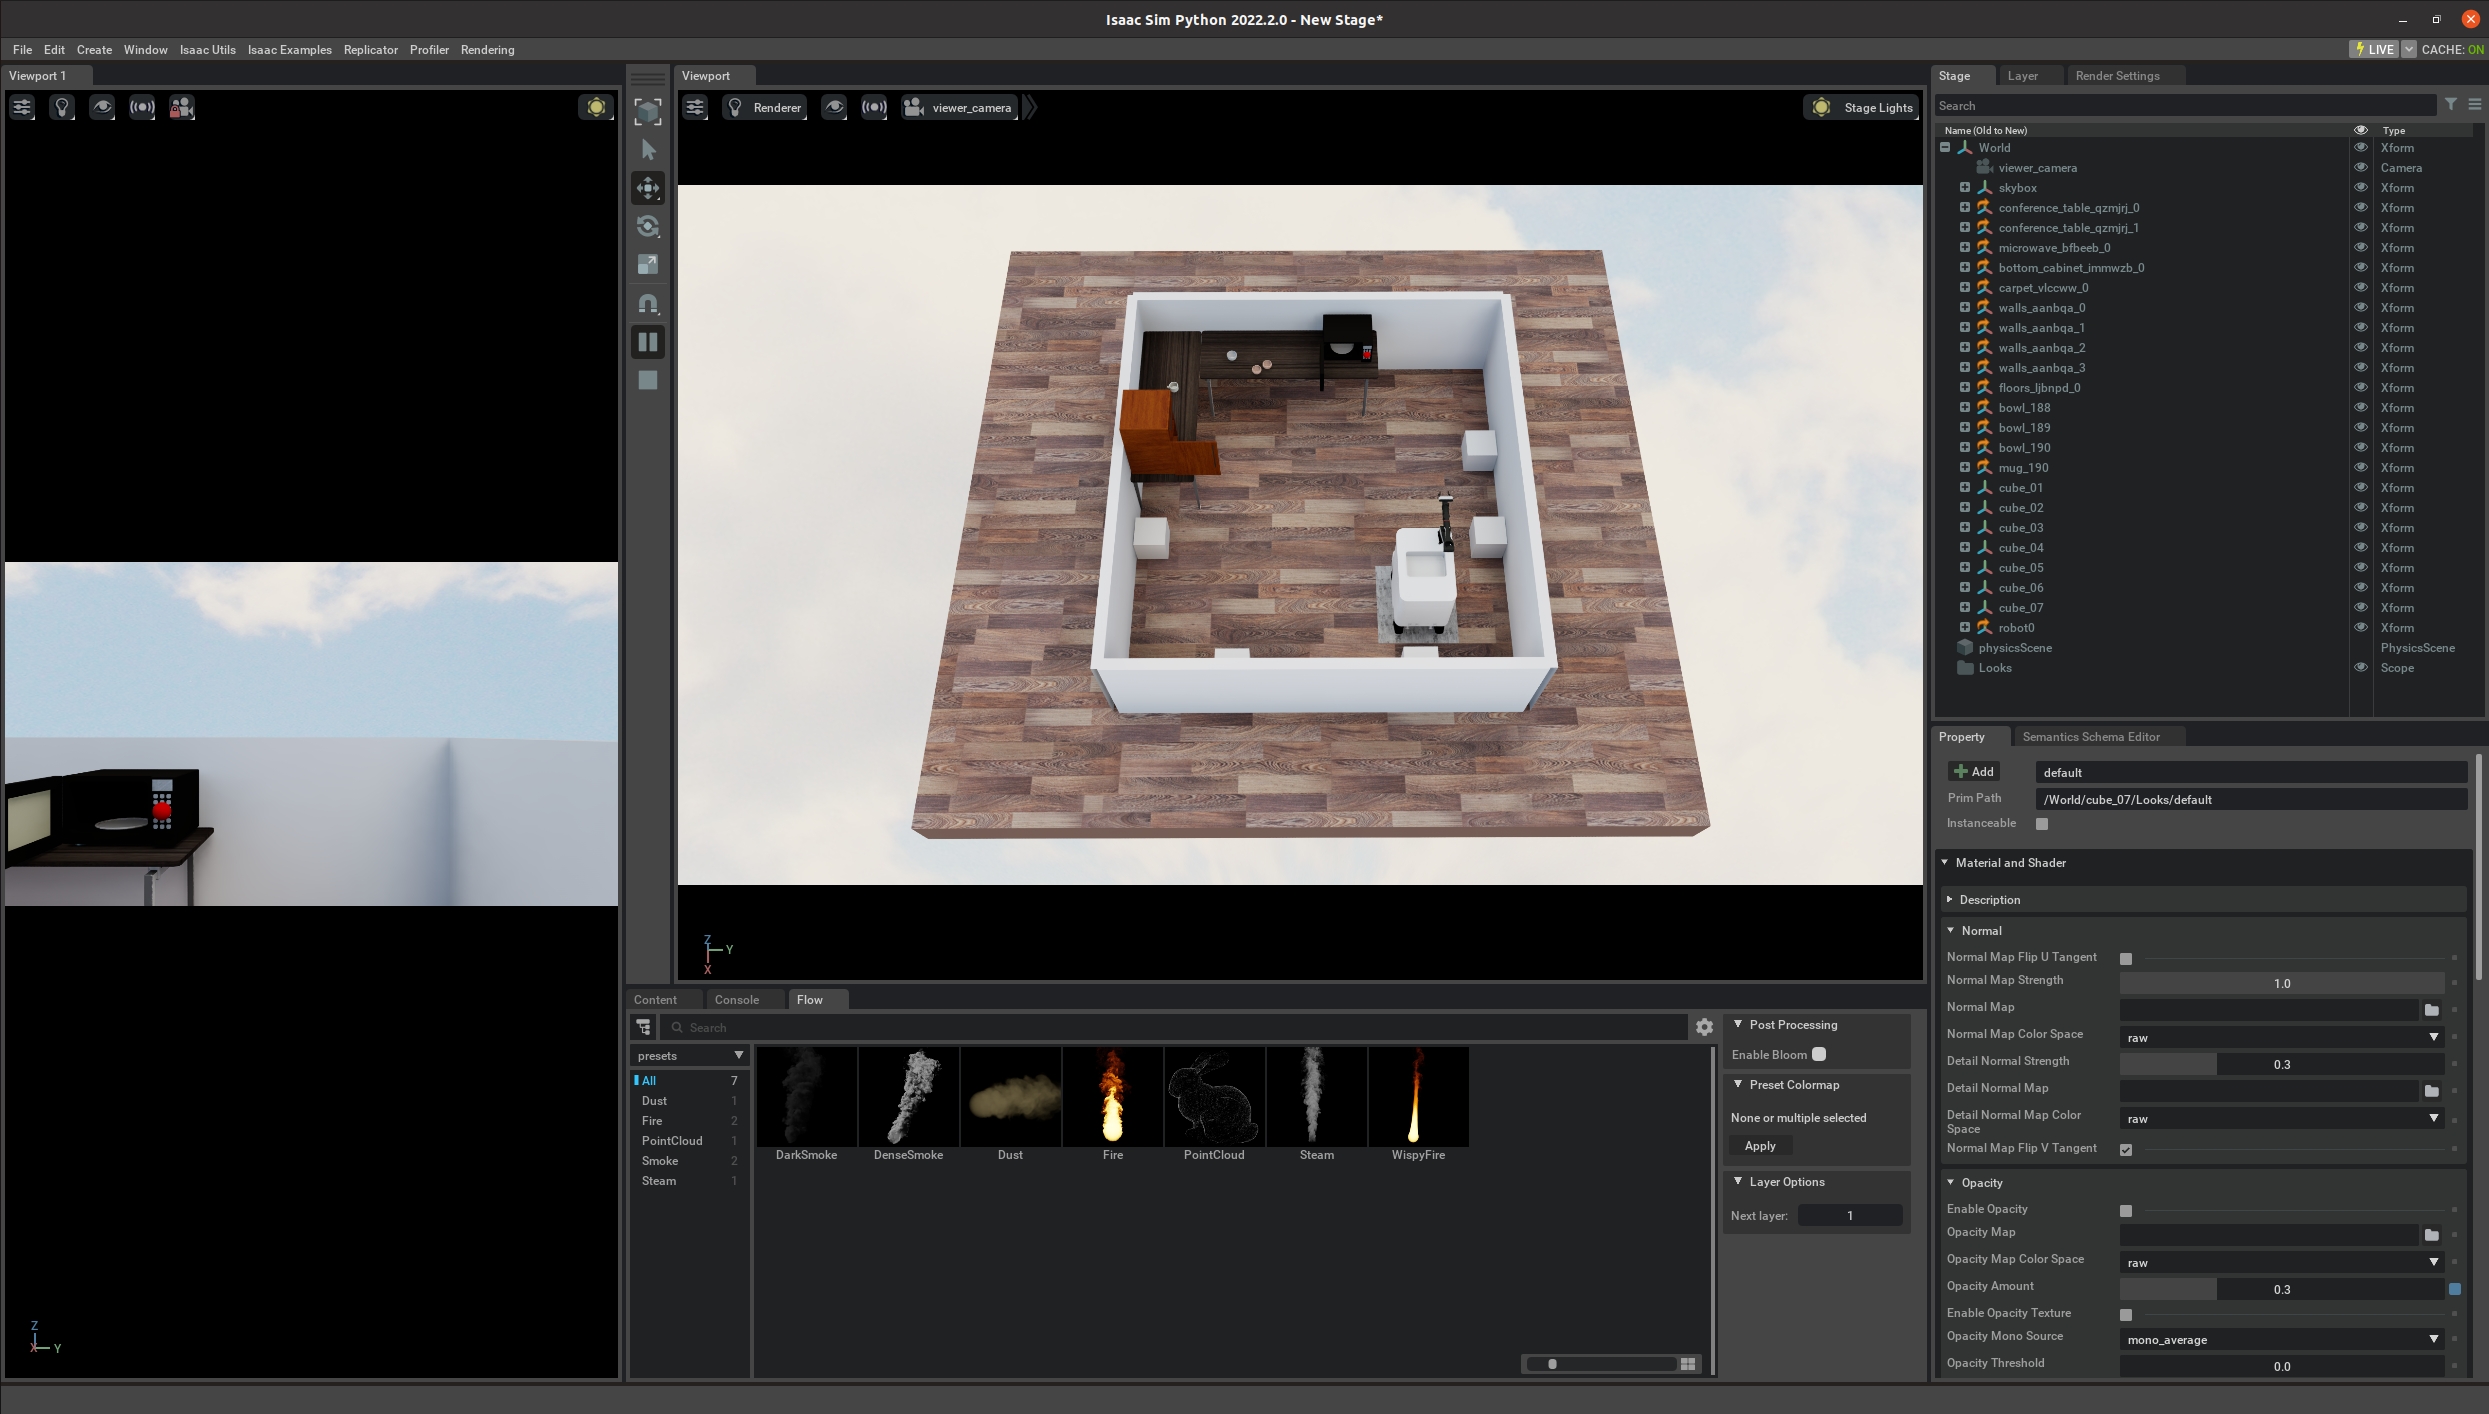 Isaac Sim Python 2022.2.0 - New Stage*
File Edit Create Window Isaac Utils Isaac Examples Replicator Profiler Rendering
LIVE CACHE: ON
Viewport 1
Viewport
Renderer
viewer_camera
Stage Lights
Z
Y
X
Z
X
Y
Content Console Flow
Search
presets
All 7
Dust 1
Fire 2
PointCloud 1
Smoke 2
Steam 1
DarkSmoke DenseSmoke Dust Fire PointCloud Steam WispyFire
Post Processing
Enable Bloom
Preset Colormap
None or multiple selected
Apply
Layer Options
Next layer: 1
Stage Layer Render Settings
Search
Name (Old to New) Type
World Xform
viewer_camera Camera
skybox Xform
conference_table_qzmjrj_0 Xform
conference_table_qzmjrj_1 Xform
microwave_bfbeeb_0 Xform
bottom_cabinet_immwzb_0 Xform
carpet_vlccww_0 Xform
walls_aanbqa_0 Xform
walls_aanbqa_1 Xform
walls_aanbqa_2 Xform
walls_aanbqa_3 Xform
floors_ljbnpd_0 Xform
bowl_188 Xform
bowl_189 Xform
bowl_190 Xform
mug_190 Xform
cube_01 Xform
cube_02 Xform
cube_03 Xform
cube_04 Xform
cube_05 Xform
cube_06 Xform
cube_07 Xform
robot0 Xform
physicsScene PhysicsScene
Looks Scope
Property Semantics Schema Editor
Add default
Prim Path /World/cube_07/Looks/default
Instanceable
Material and Shader
Description
Normal
Normal Map Flip U Tangent
Normal Map Strength 1.0
Normal Map
Normal Map Color Space raw
Detail Normal Strength 0.3
Detail Normal Map
Detail Normal Map Color Space raw
Normal Map Flip V Tangent
Opacity
Enable Opacity
Opacity Map
Opacity Map Color Space raw
Opacity Amount 0.3
Enable Opacity Texture
Opacity Mono Source mono_average
Opacity Threshold 0.0